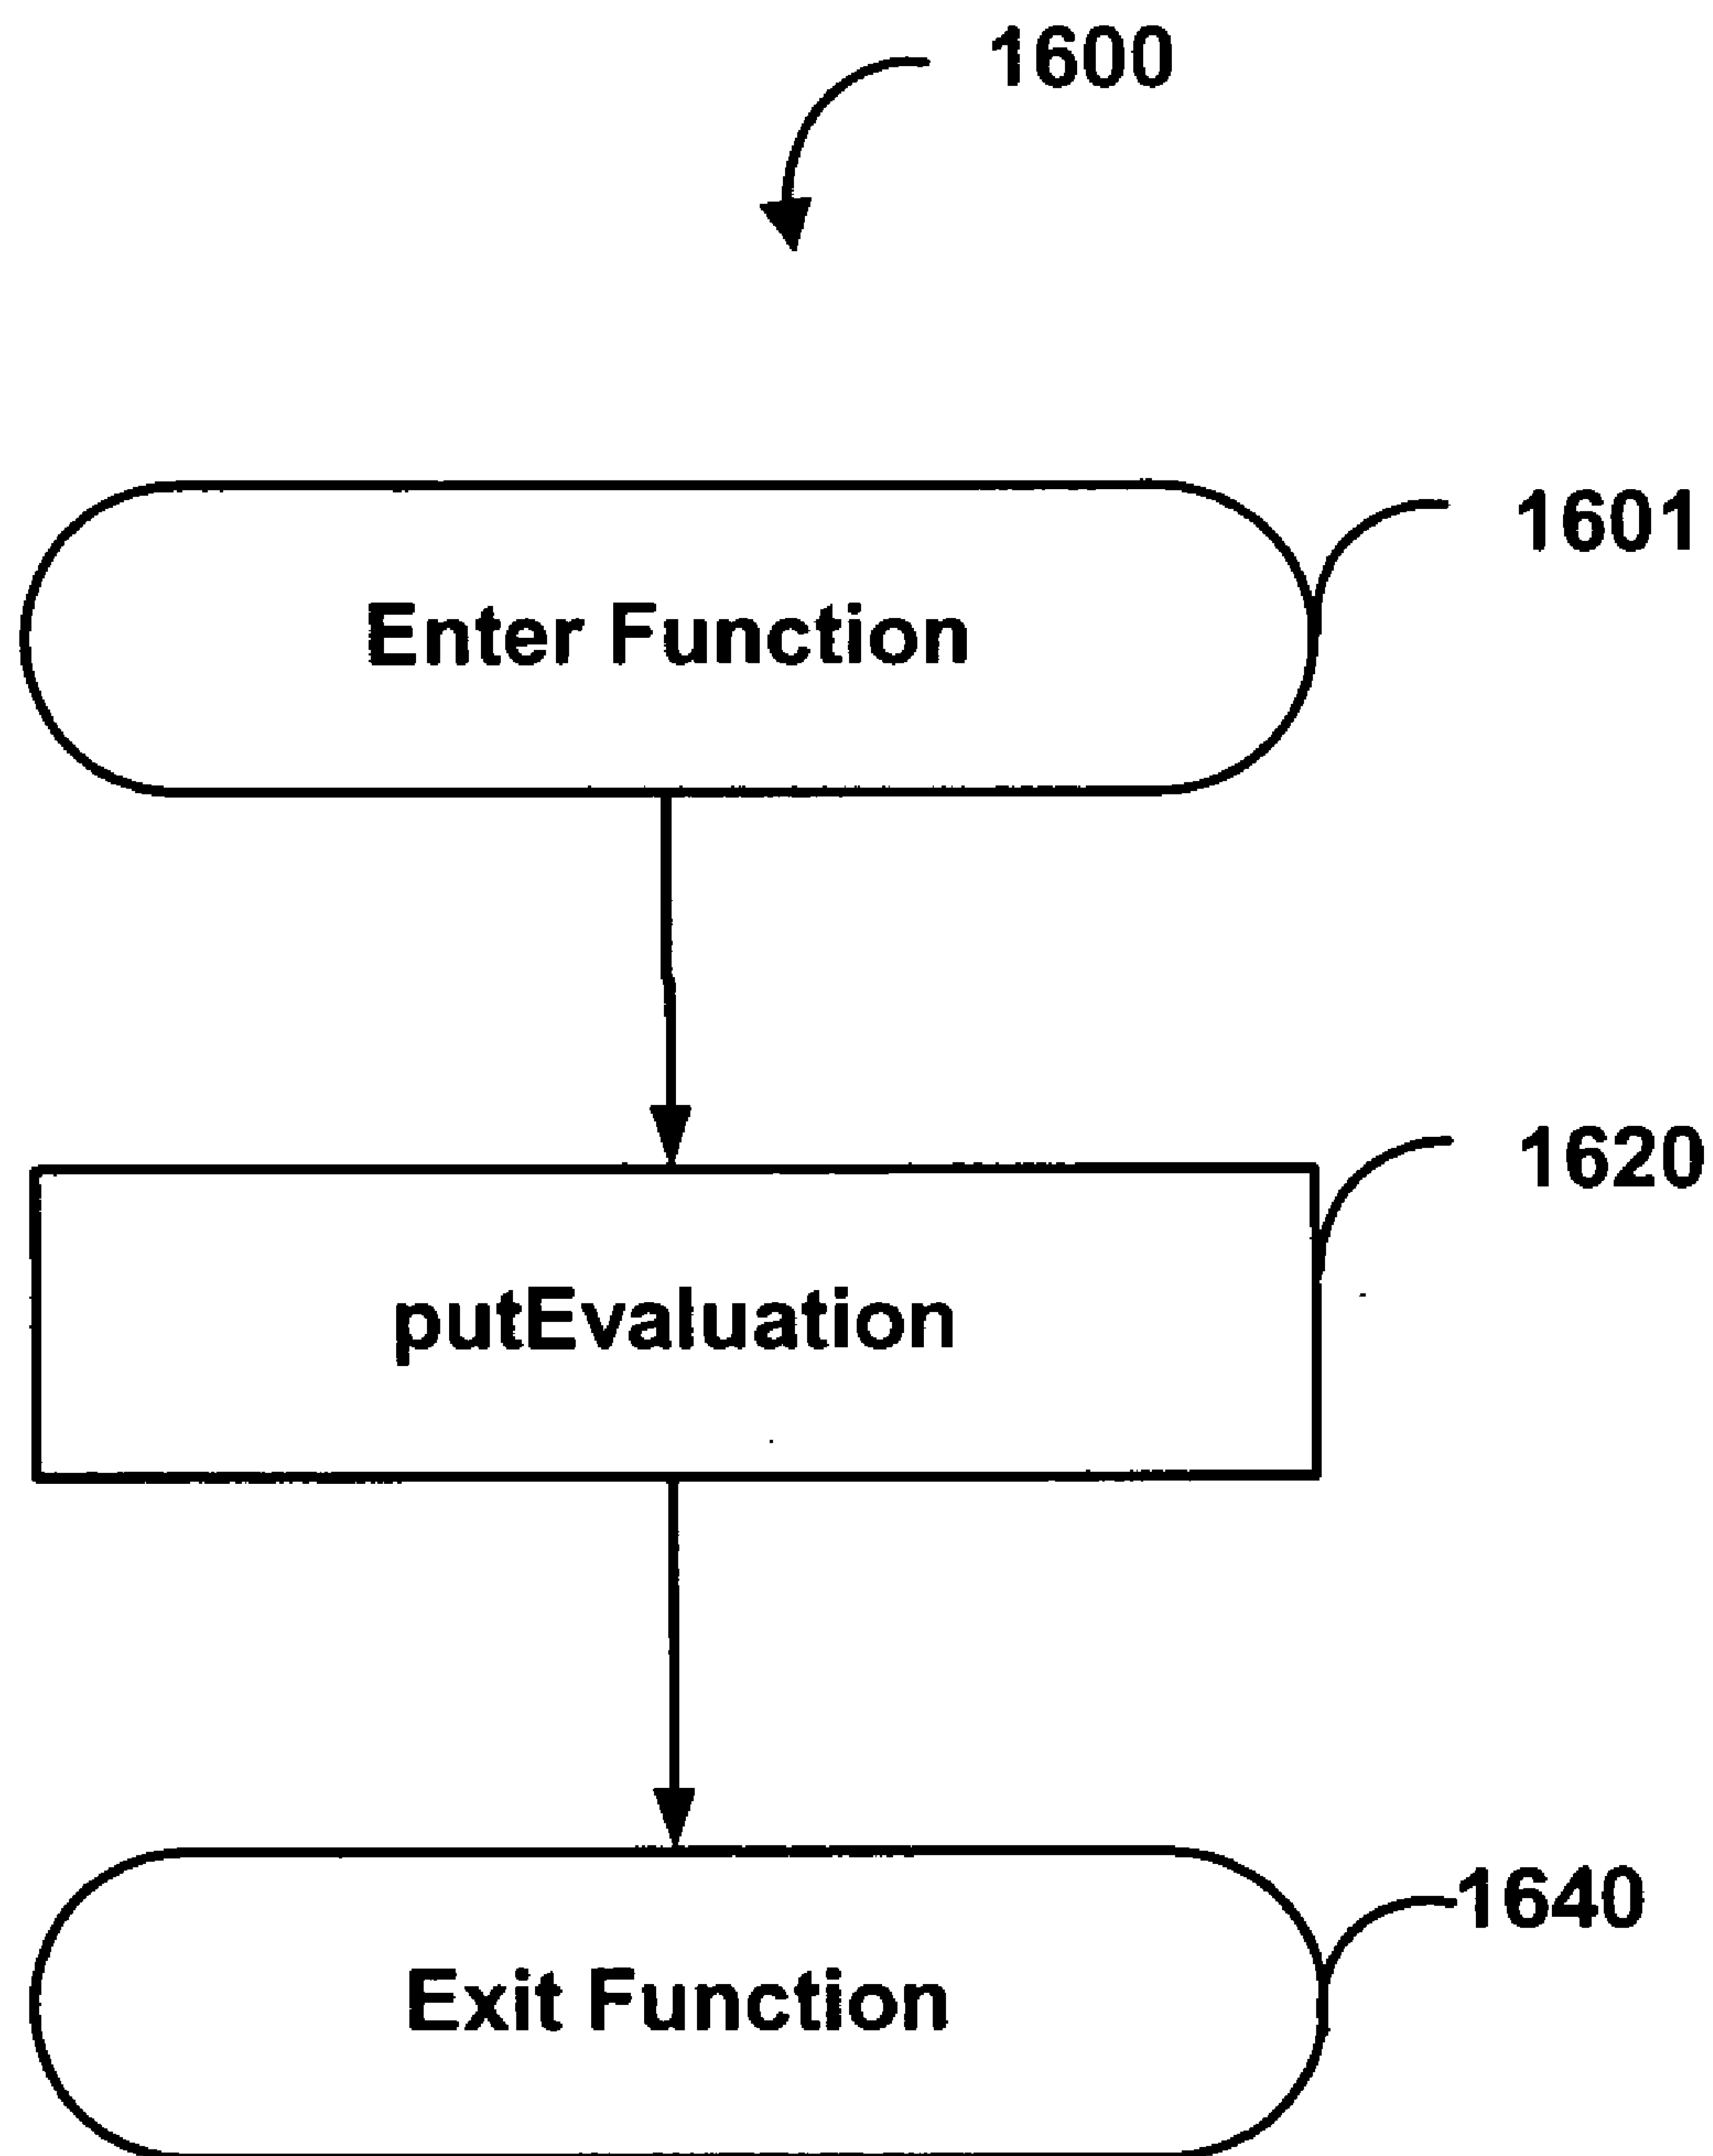 1600
1601
Enter Function
1620
putEvaluation
1640
Exit Function